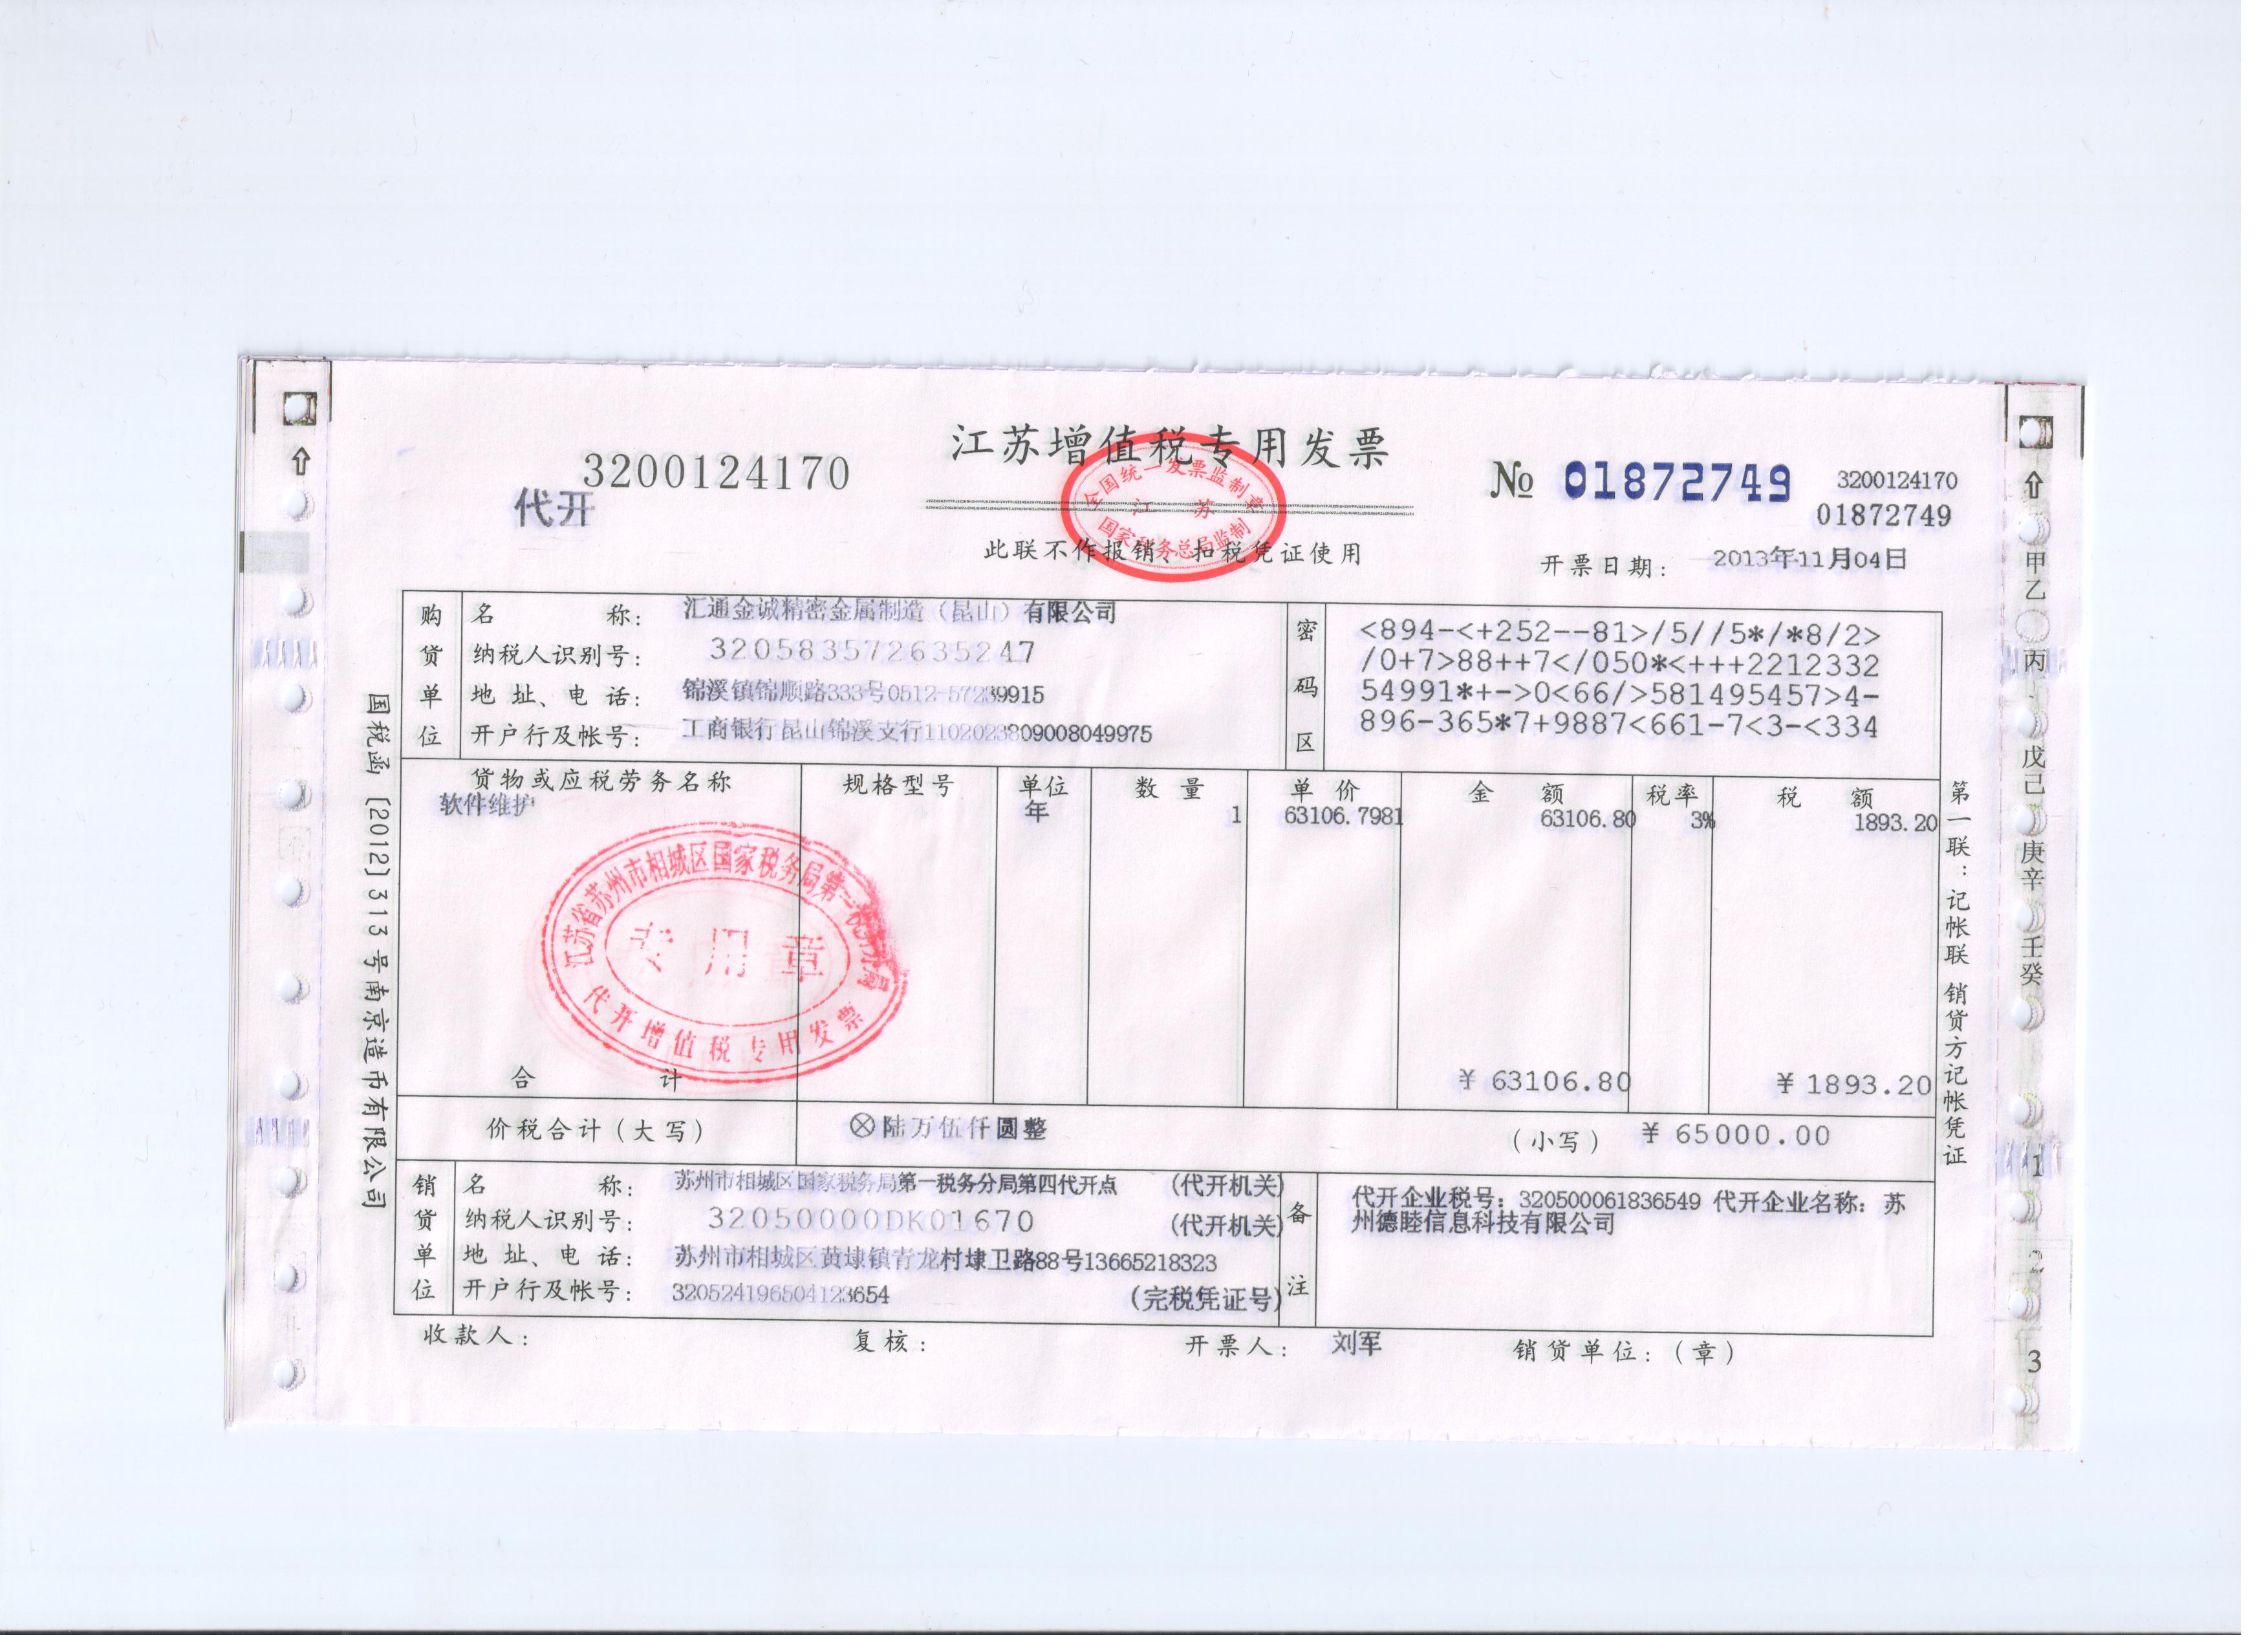 江苏增值税专用发票
3200124170
代开
№ 01872749
3200124170
01872749
全国统一发票监制章
江 苏
国家税务总局监制
此联不作报销、扣税凭证使用
开票日期： 2013年11月04日
购货单位
名 称： 汇通金诚精密金属制造（昆山）有限公司
纳税人识别号： 320583572635247
地 址、电 话： 锦溪镇锦顺路333号0512-57239915
开户行及帐号： 工商银行昆山锦溪支行1102023809008049975
密码区
<894-<+252--81>/5//5*/*8/2>
/0+7>88++7</050*<+++2212332
54991*+->0<66/>581495457>4-
896-365*7+9887<661-7<3-<334
货物或应税劳务名称 规格型号 单位 数 量 单 价 金 额 税率 税 额
软件维护 年 1 63106.7981 63106.80 3% 1893.20
江苏省苏州市相城区国家税务局第一税务分局
专用章
代开增值税专用发票
合 计 ￥63106.80 ￥1893.20
价税合计（大写） ⊗陆万伍仟圆整 （小写） ￥65000.00
销货单位
名 称： 苏州市相城区国家税务局第一税务分局第四代开点 (代开机关)
纳税人识别号： 32050000DK01670 (代开机关)
地 址、电 话： 苏州市相城区黄埭镇青龙村埭卫路88号13665218323
开户行及帐号： 320524196504123654 (完税凭证号)
备注
代开企业税号：320500061836549 代开企业名称：苏
州德睦信息科技有限公司
收款人： 复核： 开票人： 刘军 销货单位：（章）
国税函〔2012〕313号南京造币有限公司
第一联：记帐联 销货方记帐凭证
甲
乙
丙
戊
己
庚
辛
壬
癸
1
2
3